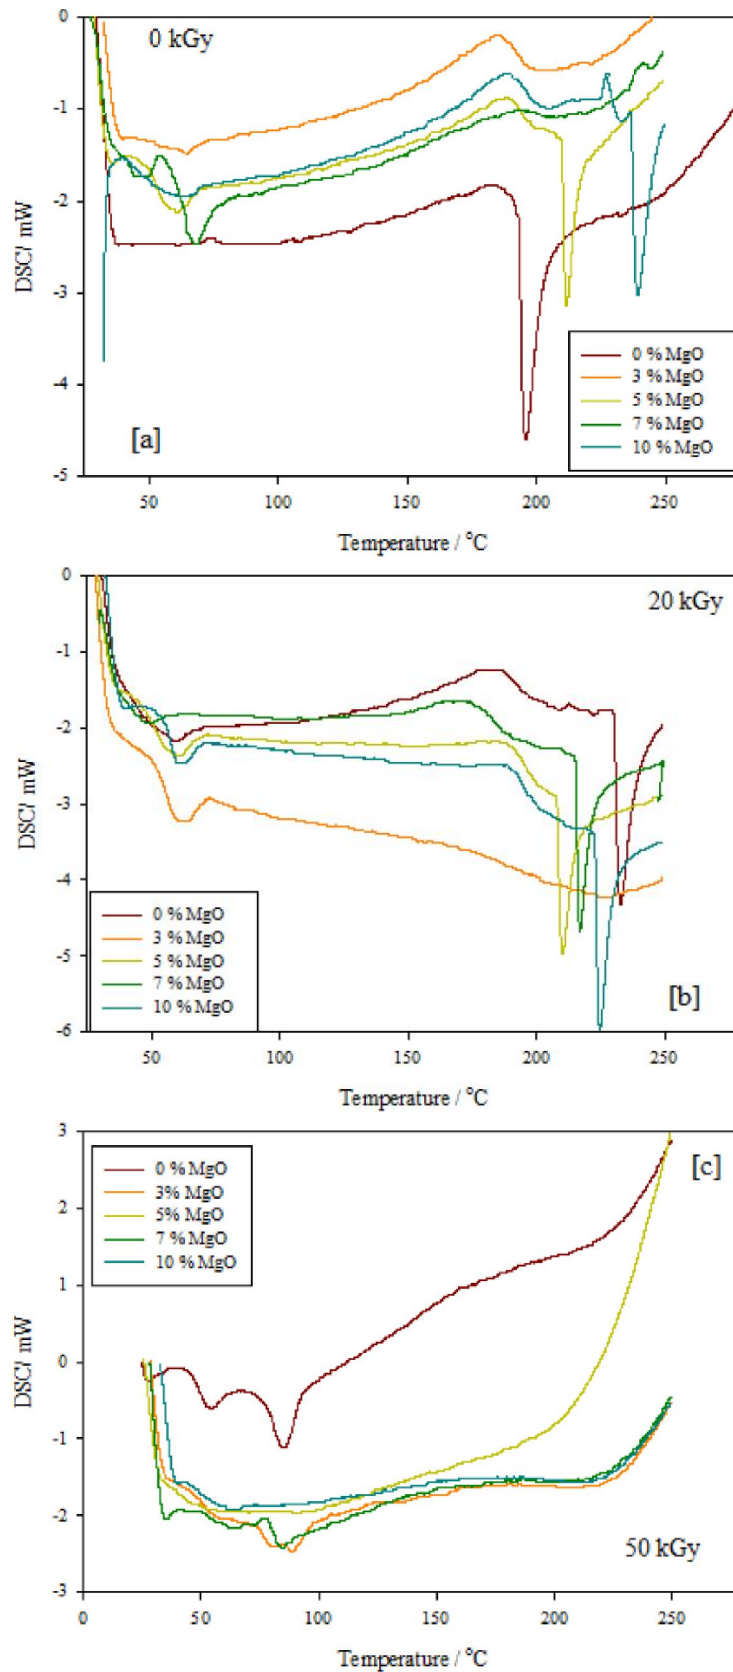 0
0 kGy
-1
-2
DSC/ mW
-3
0 % MgO
3 % MgO
-4
5 % MgO
7 % MgO
[a]
10 % MgO
-5
50
100
150
200
250
Temperature / °C
0
20 kGy
-1
-2
DSC/ mW
-3
-4
0 % MgO
3 % MgO
-5
5 % MgO
7 % MgO
[b]
10 % MgO
-6
50
100
150
200
250
Temperature / °C
3
0 % MgO
[c]
3% MgO
2
5% MgO
7 % MgO
10 % MgO
1
0
DSC/ mW
-1
-2
50 kGy
-3
0
50
100
150
200
250
Temperature / °C